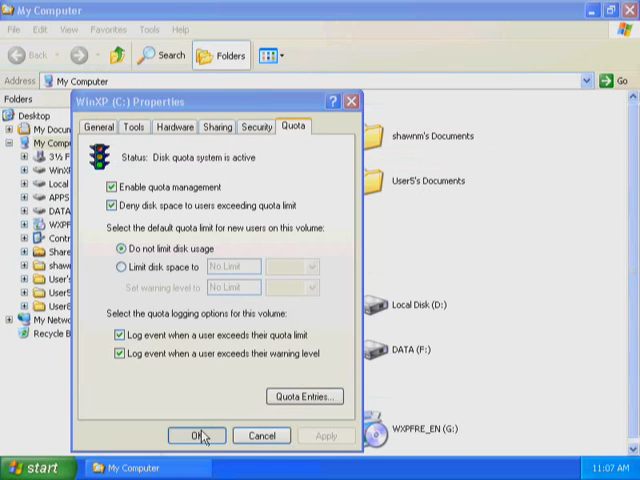 My Computer
File Edit View Favorites Tools Help
Back Search Folders
Address My Computer Go
Folders
Desktop
My Docum
My Compu
3½ F
WinXP
Local
APPS
DATA
WXPFRE
Contr
Share
shaw
User's
User5
User8
My Netwo
Recycle B
WinXP (C:) Properties
General Tools Hardware Sharing Security Quota
Status: Disk quota system is active
Enable quota management
Deny disk space to users exceeding quota limit
Select the default quota limit for new users on this volume:
Do not limit disk usage
Limit disk space to No Limit
Set warning level to No Limit
Select the quota logging options for this volume:
Log event when a user exceeds their quota limit
Log event when a user exceeds their warning level
Quota Entries...
OK Cancel Apply
shawnm's Documents
User5's Documents
Local Disk (D:)
DATA (F:)
WXPFRE_EN (G:)
start My Computer 11:07 AM